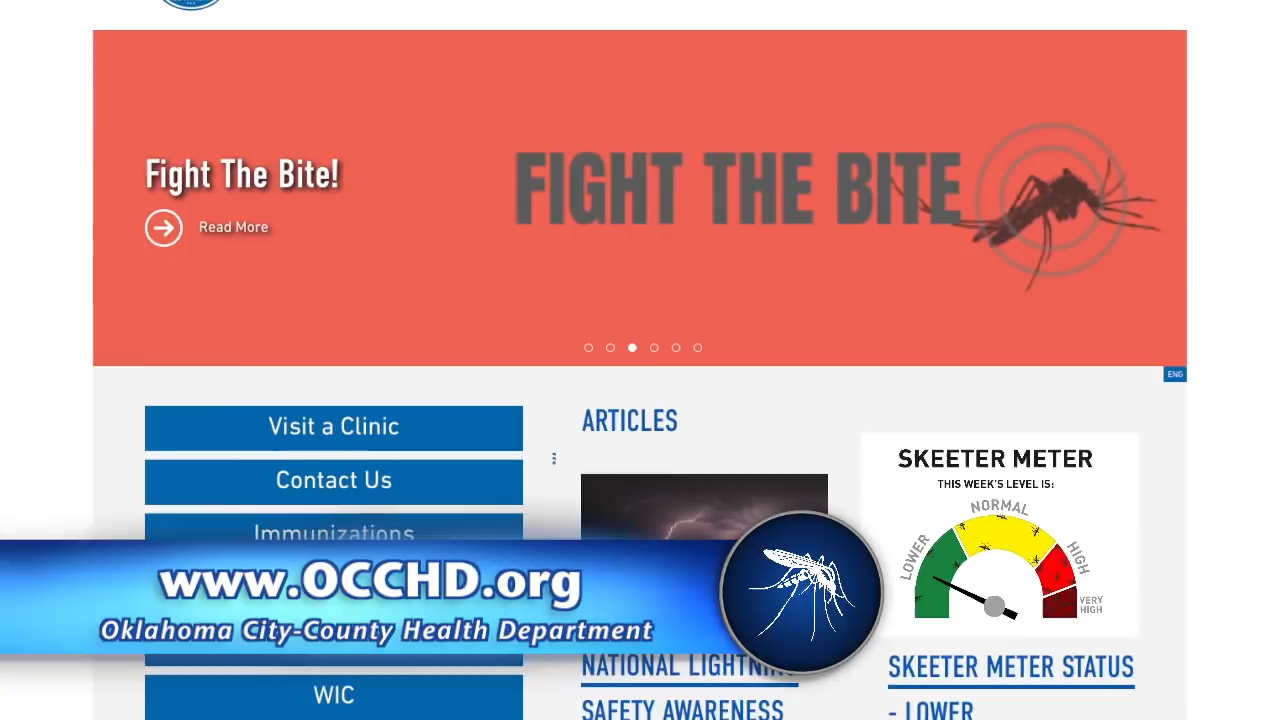 Fight The Bite!
Read More
FIGHT THE BITE
ENG
Visit a Clinic
Contact Us
Immunizations
WIC
ARTICLES
NATIONAL LIGHTNING
SAFETY AWARENESS
SKEETER METER
THIS WEEK'S LEVEL IS:
LOWER
NORMAL
HIGH
VERY
HIGH
SKEETER METER STATUS
- LOWER
www.OCCHD.org
Oklahoma City-County Health Department